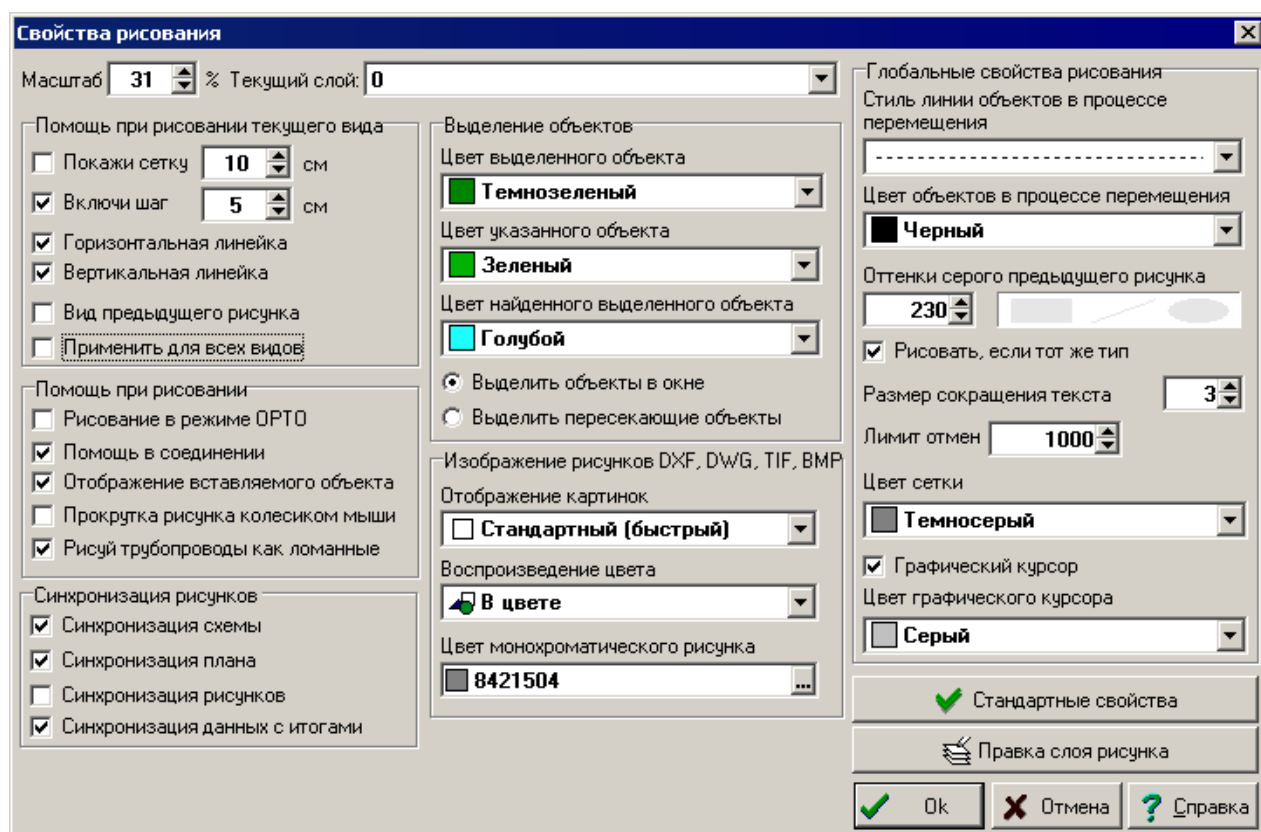 Свойства рисования
Масштаб 31 % Текущий слой: 0
Помощь при рисовании текущего вида
Покажи сетку 10 см
Включи шаг 5 см
Горизонтальная линейка
Вертикальная линейка
Вид предыдущего рисунка
Применить для всех видов
Помощь при рисовании
Рисование в режиме ОРТО
Помощь в соединении
Отображение вставляемого объекта
Прокрутка рисунка колесиком мыши
Рисуй трубопроводы как ломанные
Синхронизация рисунков
Синхронизация схемы
Синхронизация плана
Синхронизация рисунков
Синхронизация данных с итогами
Выделение объектов
Цвет выделенного объекта
Темнозеленый
Цвет указанного объекта
Зеленый
Цвет найденного выделенного объекта
Голубой
Выделить объекты в окне
Выделить пересекающие объекты
Изображение рисунков DXF, DWG, TIF, BMP
Отображение картинок
Стандартный (быстрый)
Воспроизведение цвета
В цвете
Цвет монохроматического рисунка
8421504 ...
Глобальные свойства рисования
Стиль линии объектов в процессе
перемещения
Цвет объектов в процессе перемещения
Черный
Оттенки серого предыдущего рисунка
230
Рисовать, если тот же тип
Размер сокращения текста 3
Лимит отмен 1000
Цвет сетки
Темносерый
Графический курсор
Цвет графического курсора
Серый
Стандартные свойства
Правка слоя рисунка
Ok Отмена Справка